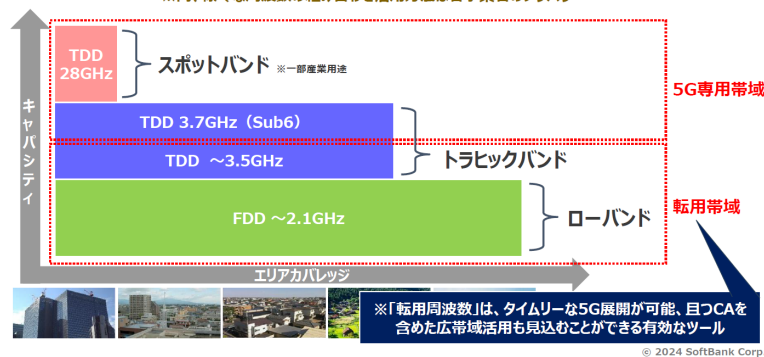 TDD
28GHz
スポットバンド ※一部産業用途
5G専用帯域
TDD 3.7GHz（Sub6）
TDD ～3.5GHz
トラヒックバンド
FDD ～2.1GHz
ローバンド
転用帯域
キャパシティ
エリアカバレッジ
※「転用周波数」は、タイムリーな5G展開が可能、且つCAを
含めた広帯域活用も見込むことができる有効なツール
© 2024 SoftBank Corp